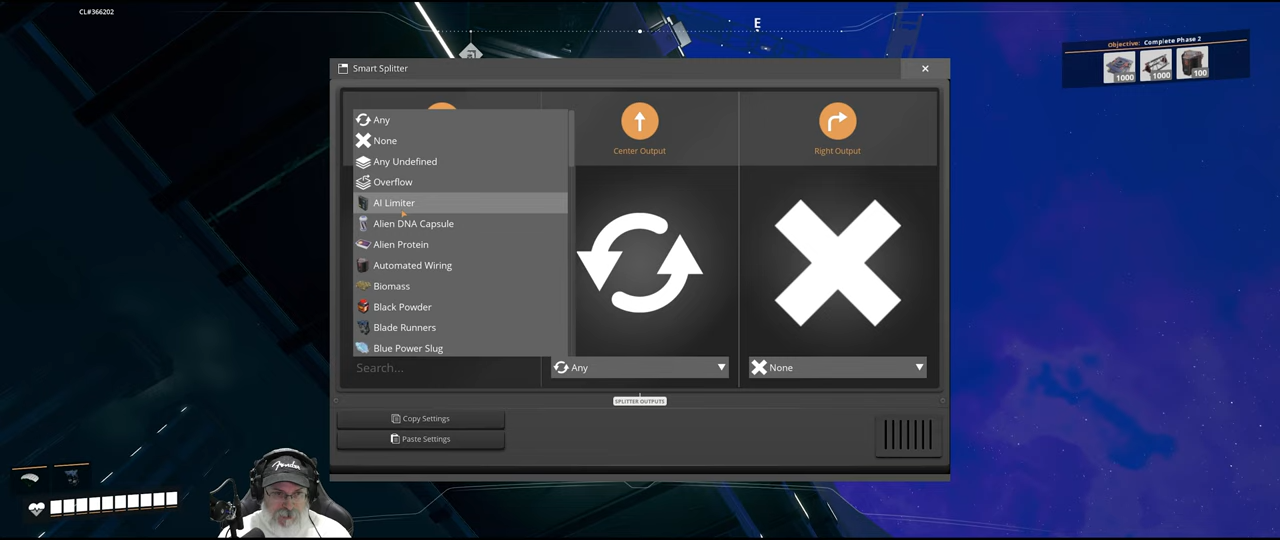 CL#366202
E
Objective: Complete Phase 2
1000
1000
100
Smart Splitter
Any
None
Any Undefined
Overflow
AI Limiter
Alien DNA Capsule
Alien Protein
Automated Wiring
Biomass
Black Powder
Blade Runners
Blue Power Slug
Search...
Center Output
Any
Right Output
None
SPLITTER OUTPUTS
Copy Settings
Paste Settings
Fender